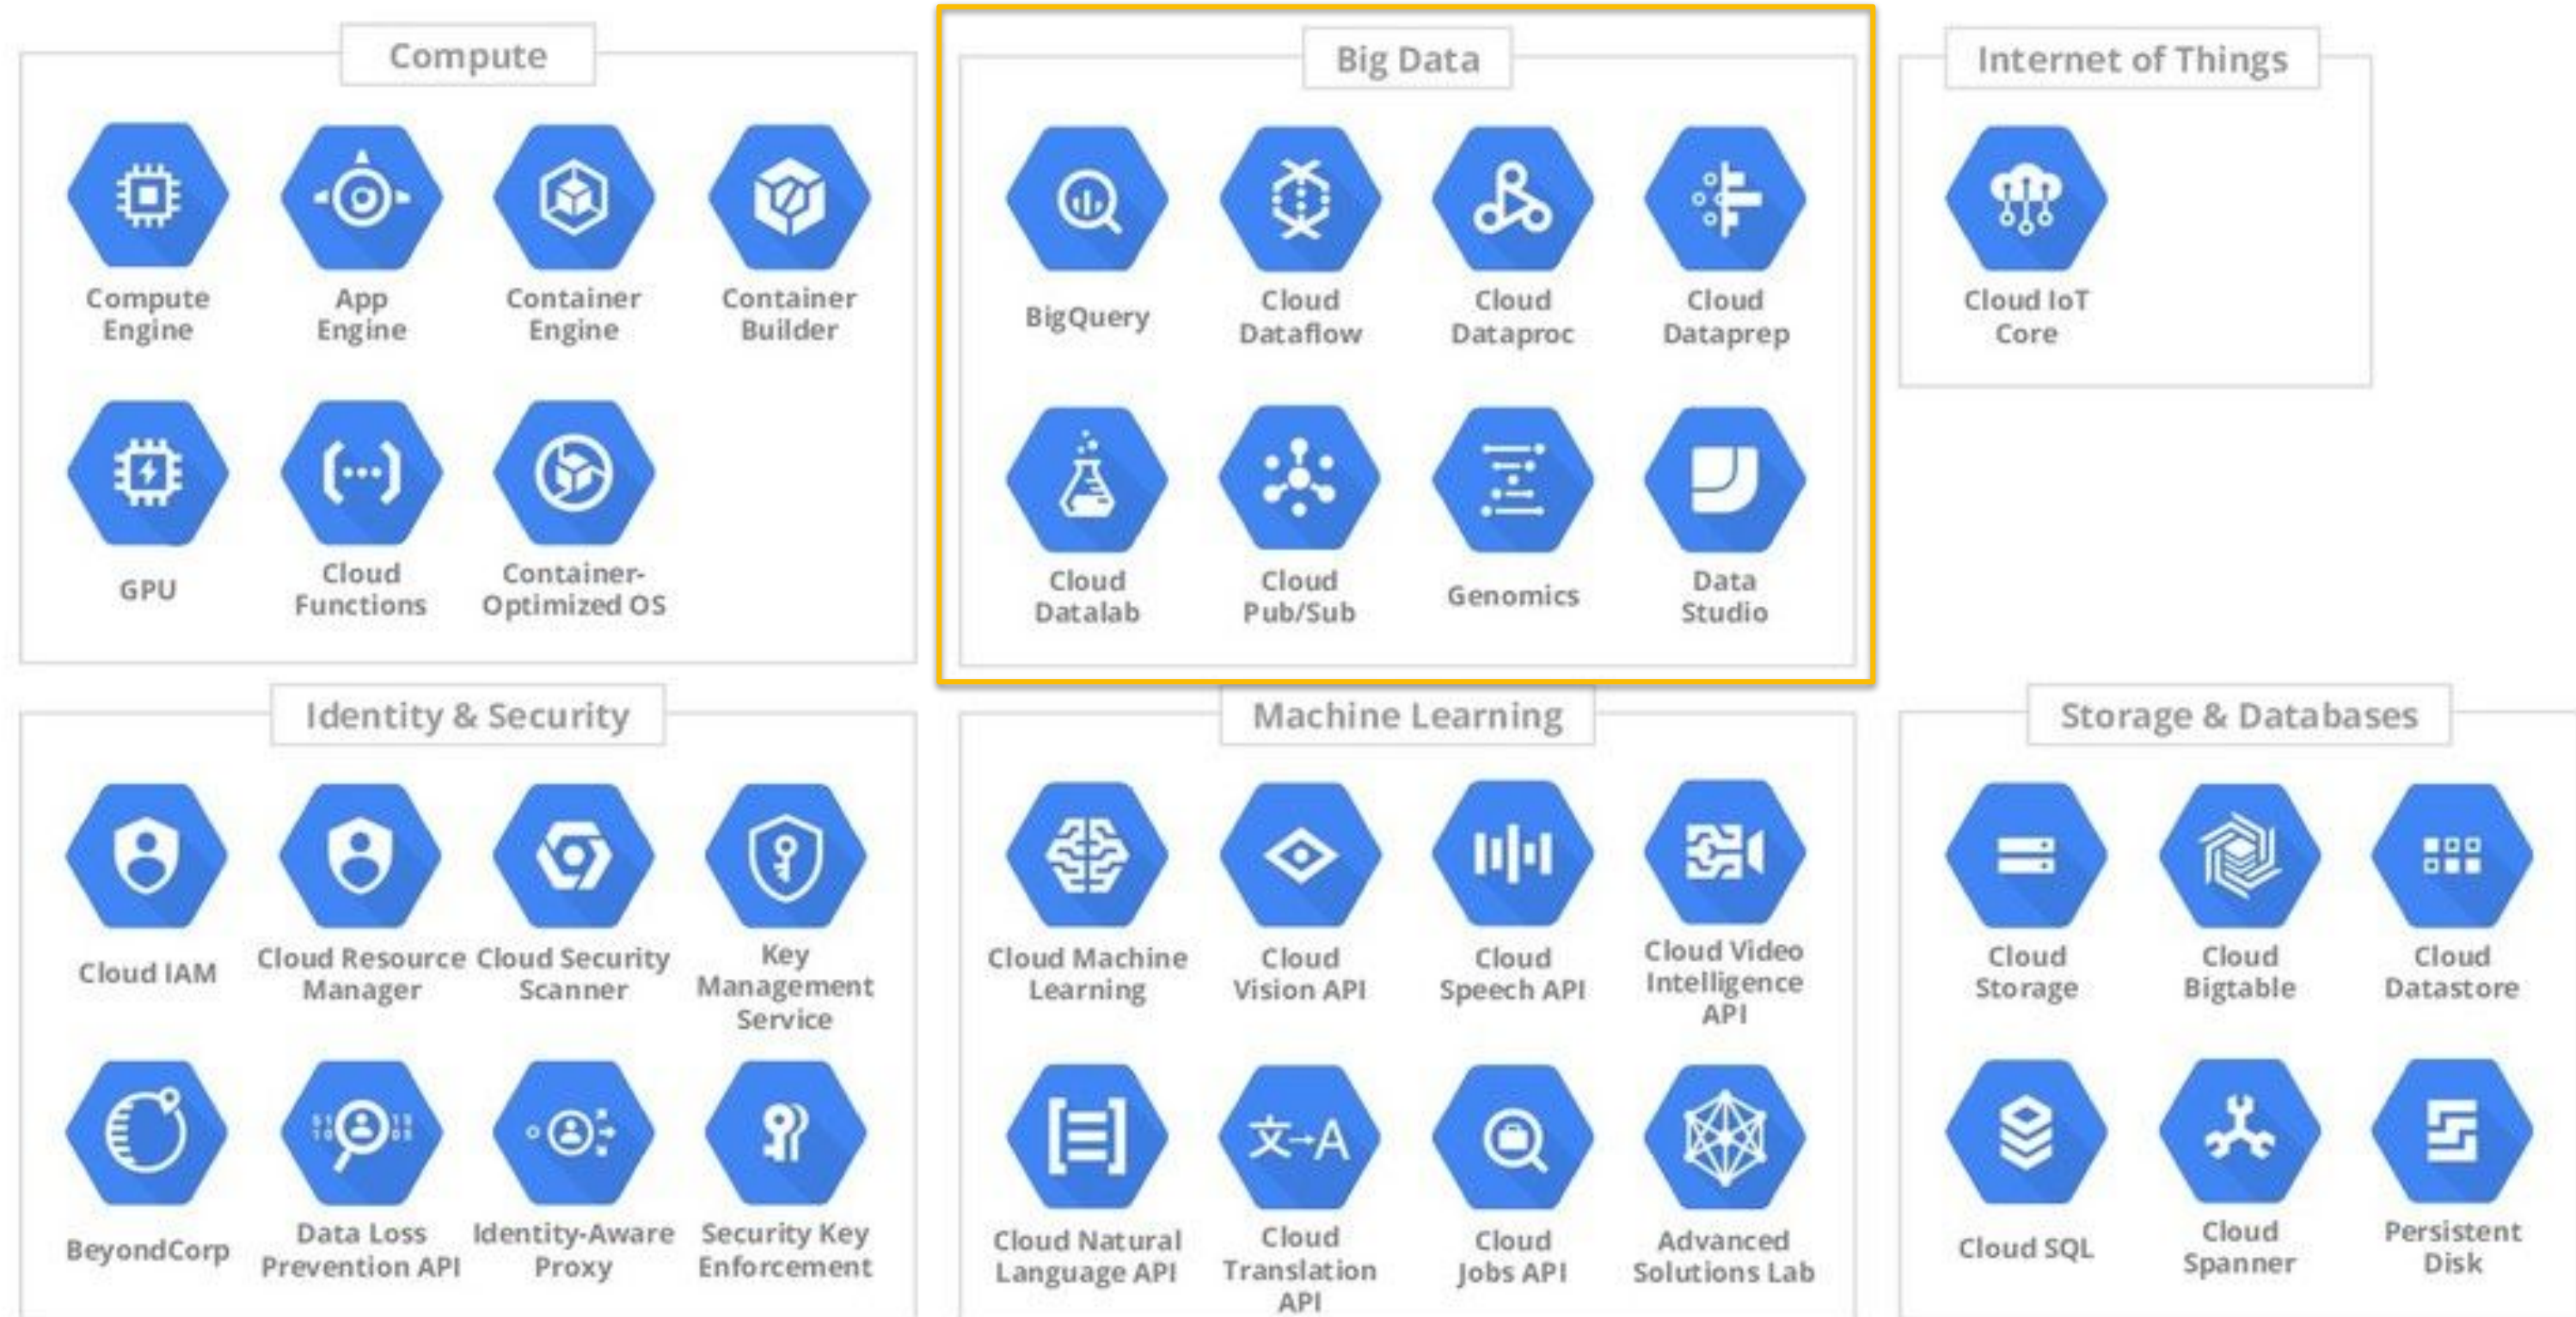 Compute
Compute
Engine
App
Engine
Container
Engine
Container
Builder
GPU
Cloud
Functions
Container-
Optimized OS
Big Data
BigQuery
Cloud
Dataflow
Cloud
Dataproc
Cloud
Dataprep
Cloud
Datalab
Cloud
Pub/Sub
Genomics
Data
Studio
Internet of Things
Cloud IoT
Core
Identity & Security
Cloud IAM
Cloud Resource
Manager
Cloud Security
Scanner
Key
Management
Service
BeyondCorp
Data Loss
Prevention API
Identity-Aware
Proxy
Security Key
Enforcement
Machine Learning
Cloud Machine
Learning
Cloud
Vision API
Cloud
Speech API
Cloud Video
Intelligence
API
Cloud Natural
Language API
文→A
Cloud
Translation
API
Cloud
Jobs API
Advanced
Solutions Lab
Storage & Databases
Cloud
Storage
Cloud
Bigtable
Cloud
Datastore
Cloud SQL
Cloud
Spanner
Persistent
Disk